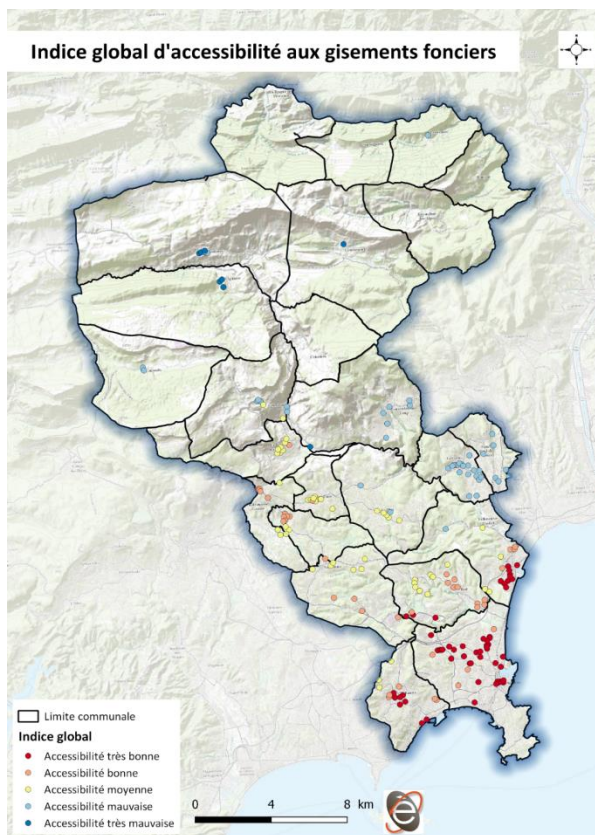 Indice global d'accessibilité aux gisements fonciers
Limite communale
Indice global
Accessibilité très bonne
Accessibilité bonne
Accessibilité moyenne
Accessibilité mauvaise
Accessibilité très mauvaise
0 4 8 km